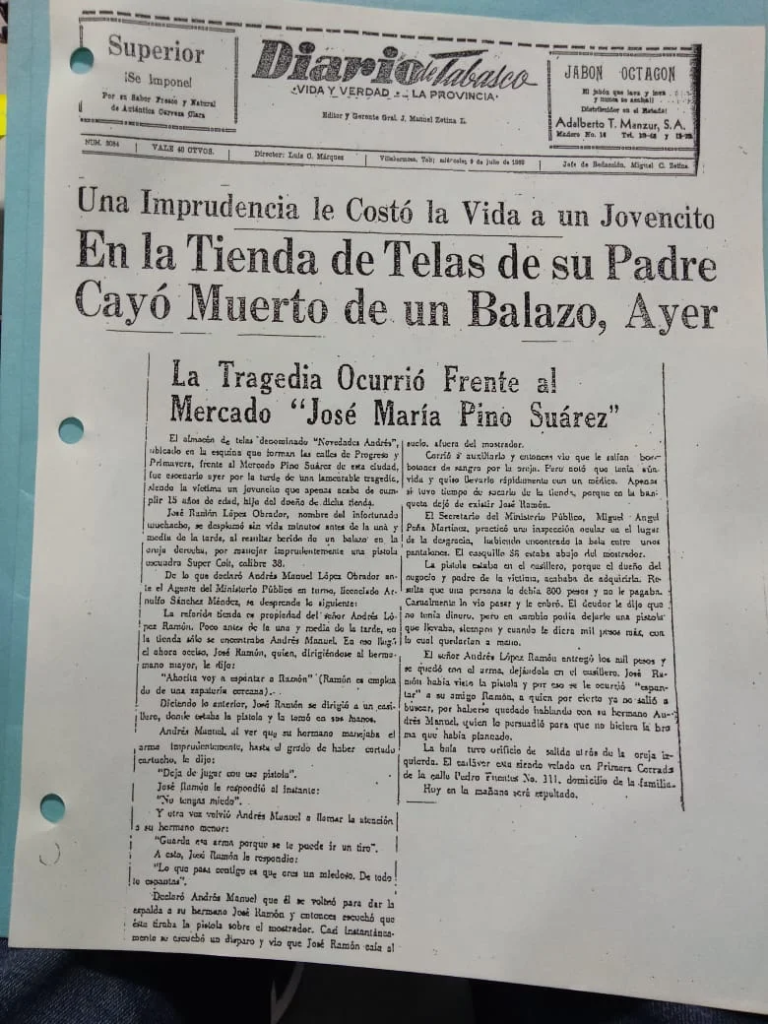 Superior
¡Se Impone!
Por su Sabor Fresco y Natural
de Auténtica Cerveza Clara
Diario de Tabasco
VIDA Y VERDAD LA PROVINCIA
Editor y Gerente Gral. J. Manuel Zetina L.
JABON OCTAGON
El jabón que lava y lava
y nunca se acaba!!
Distribuidor en el Estado:
Adalberto T. Manzur, S.A.
Madero No. 16 Tel.
NUM. VALE 40 CTVOS. Director: Luis C. Márquez Villahermosa, Tab; miércoles, 9 de julio de Jefe de Redacción, Miguel C. Zetina
Una Imprudencia le Costó la Vida a un Jovencito
En la Tienda de Telas de su Padre
Cayó Muerto de un Balazo, Ayer
La Tragedia Ocurrió Frente al
Mercado "José María Pino Suárez"
El almacén de telas denominado "Novedades Andrés",
ubicado en la esquina que forman las calles de Progreso y
Primavera, frente al Mercado Pino Suárez de esta ciudad,
fue escenario ayer por la tarde de una lamentable tragedia,
siendo la víctima un jovencito que apenas acaba de cum-
plir 15 años de edad, hijo del dueño de dicha tienda.
José Ramón López Obrador, nombre del infortunado
muchacho, se desplomó sin vida minutos antes de la una y
media de la tarde, al resultar herido de un balazo en la
oreja derecha, por manejar imprudentemente una pistola
escuadra Super Colt, calibre 38.
De lo que declaró Andrés Manuel López Obrador an-
te el Agente del Ministerio Público en turno, licenciado Ar-
nulfo Sánchez Méndez, se desprende lo siguiente:
La referida tienda es propiedad del señor Andrés Ló-
pez Ramón. Poco antes de la una y media de la tarde, en
la tienda sólo se encontraba Andrés Manuel. En eso llegó
el ahora occiso, José Ramón, quien, dirigiéndose al herma-
no mayor, le dijo:
"Ahorita voy a espantar a Ramón" (Ramón es emplea
do de una zapatería cercana).
Diciendo lo anterior, José Ramón se dirigió a un casi-
llero, donde estaba la pistola y la tomó en sus manos.
Andrés Manuel, al ver que su hermano manejaba el
arma imprudentemente, hasta el grado de haber cortado
cartucho, le dijo:
"Deja de jugar con esa pistola".
José Ramón le respondió al instante:
"No tengas miedo".
Y otra vez volvió Andrés Manuel a llamar la atención
a su hermano menor:
"Guarda esa arma porque se te puede ir un tiro".
A esto, José Ramón le respondió:
"Lo que pasa contigo es que eres un miedoso. De todo
te espantas".
Declaró Andrés Manuel que él se volteó para dar la
espalda a su hermano José Ramón y entonces escuchó que
éste tiraba la pistola sobre el mostrador. Casi instantánea-
mente se escuchó un disparo y vio que José Ramón caía al
suelo, afuera del mostrador.
Corrió a auxiliarlo y entonces vio que le salían bor-
botones de sangre por la oreja. Pero notó que tenía aún
vida y quiso llevarlo rápidamente con un médico. Apenas
si tuvo tiempo de sacarlo de la tienda, porque en la ban-
queta dejó de existir José Ramón.
El Secretario del Ministerio Público, Miguel Angel
Peña Martínez, practicó una inspección ocular en el lugar
de la desgracia, habiendo encontrado la bala entre unos
pantalones. El casquillo 38 estaba abajo del mostrador.
La pistola estaba en el casillero, porque el dueño del
negocio y padre de la víctima, acababa de adquirirla. Re-
sulta que una persona le debía 800 pesos y no le pagaba.
Casualmente lo vio pasar y le cobró. El deudor le dijo que
no tenía dinero, pero en cambio podía dejarle una pistola
que llevaba, siempre y cuando le diera mil pesos más, con
lo cual quedarían a mano.
El señor Andrés López Ramón entregó los mil pesos y
se quedó con el arma, dejándola en el casillero. José Ra-
món había visto la pistola y por eso se le ocurrió "espan-
tar" a su amigo Ramón, a quien por cierto ya no salió a
buscar, por haberse quedado hablando con su hermano An-
drés Manuel, quien lo persuadió para que no hiciera la bro
ma que había planeado.
La bala tuvo orificio de salida atrás de la oreja iz-
quierda. El cadáver está siendo velado en Primera Cerrada
de la calle Pedro Fuentes No. 311, domicilio de la familia.
Hoy en la mañana será sepultado.